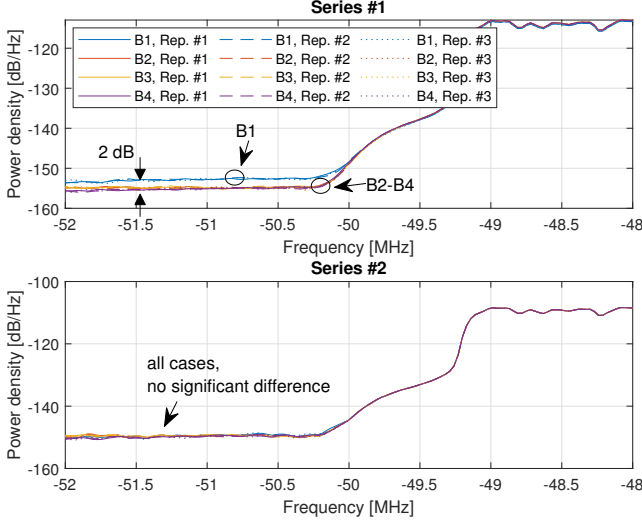 Series #1
Power density [dB/Hz]
-120
-130
-140
-150
-160
B1, Rep. #1 B1, Rep. #2 B1, Rep. #3
B2, Rep. #1 B2, Rep. #2 B2, Rep. #3
B3, Rep. #1 B3, Rep. #2 B3, Rep. #3
B4, Rep. #1 B4, Rep. #2 B4, Rep. #3
B1
2 dB
B2-B4
-52 -51.5 -51 -50.5 -50 -49.5 -49 -48.5 -48
Frequency [MHz]
Series #2
Power density [dB/Hz]
-100
-120
-140
-160
all cases,
no significant difference
-52 -51.5 -51 -50.5 -50 -49.5 -49 -48.5 -48
Frequency [MHz]